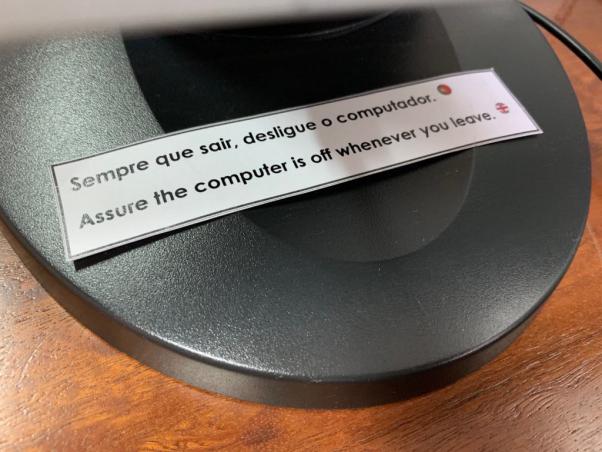 Sempre que sair, desligue o computador.
Assure the computer is off whenever you leave.